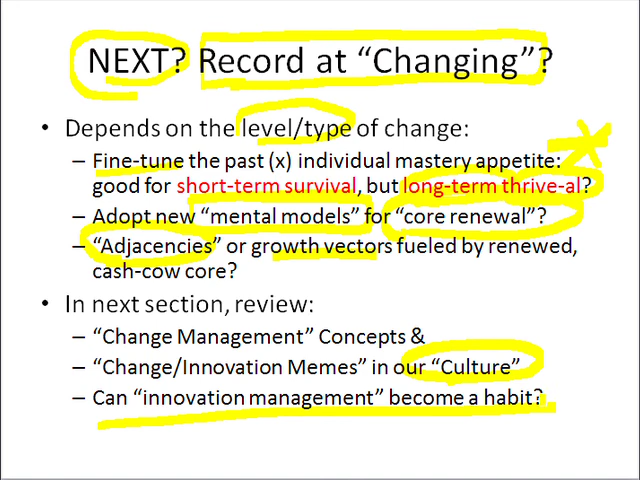 NEXT? Record at “Changing”?
• Depends on the level/type of change:
– Fine-tune the past (x) individual mastery appetite:
good for short-term survival, but long-term thrive-al?
– Adopt new “mental models” for “core renewal”?
– “Adjacencies” or growth vectors fueled by renewed,
cash-cow core?
• In next section, review:
– “Change Management” Concepts &
– “Change/Innovation Memes” in our “Culture”
– Can “innovation management” become a habit?